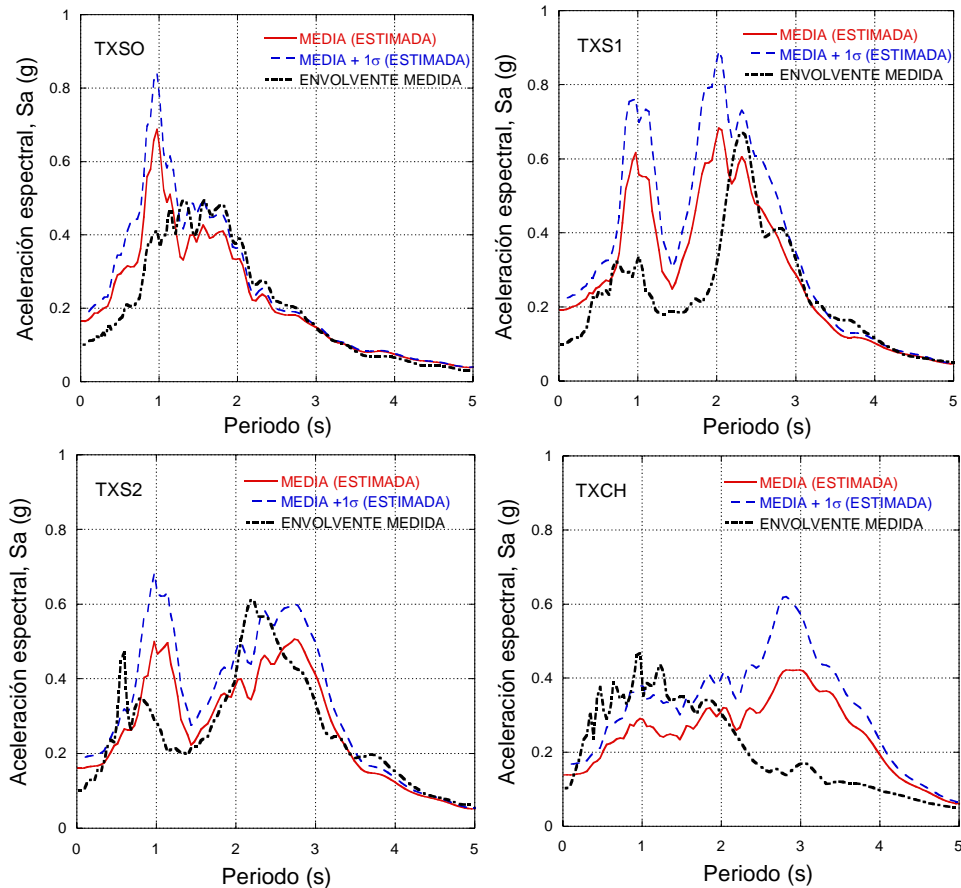 TXSO
MEDIA (ESTIMADA)
MEDIA + 1σ (ESTIMADA)
ENVOLVENTE MEDIDA
Aceleración espectral, Sa (g)
1
0.8
0.6
0.4
0.2
0
0 1 2 3 4 5
Periodo (s)
TXS1
MEDIA (ESTIMADA)
MEDIA + 1σ (ESTIMADA)
ENVOLVENTE MEDIDA
Aceleración espectral, Sa (g)
1
0.8
0.6
0.4
0.2
0
0 1 2 3 4 5
Periodo (s)
TXS2
MEDIA (ESTIMADA)
MEDIA +1σ (ESTIMADA)
ENVOLVENTE MEDIDA
Aceleración espectral, Sa (g)
1
0.8
0.6
0.4
0.2
0
0 1 2 3 4 5
Periodo (s)
TXCH
MEDIA (ESTIMADA)
MEDIA + 1σ (ESTIMADA)
ENVOLVENTE MEDIDA
Aceleración espectral, Sa (g)
1
0.8
0.6
0.4
0.2
0
0 1 2 3 4 5
Periodo (s)